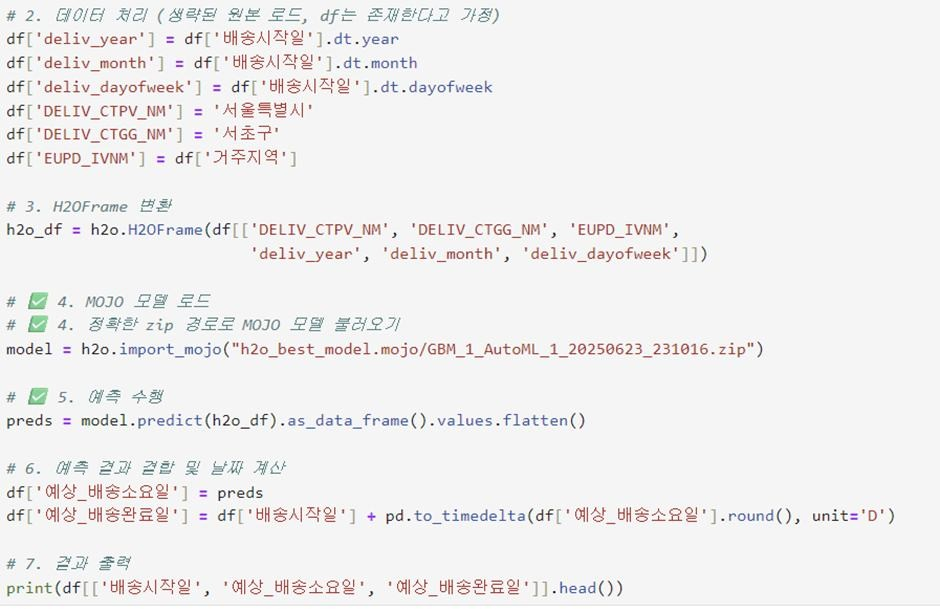 # 2. 데이터 처리 (생략된 원본 로드, df는 존재한다고 가정)
df['deliv_year'] = df['배송시작일'].dt.year
df['deliv_month'] = df['배송시작일'].dt.month
df['deliv_dayofweek'] = df['배송시작일'].dt.dayofweek
df['DELIV_CTPV_NM'] = '서울특별시'
df['DELIV_CTGG_NM'] = '서초구'
df['EUPD_IVNM'] = df['거주지역']
# 3. H2OFrame 변환
h2o_df = h2o.H2OFrame(df[['DELIV_CTPV_NM', 'DELIV_CTGG_NM', 'EUPD_IVNM',
'deliv_year', 'deliv_month', 'deliv_dayofweek']])
# ✅ 4. MOJO 모델 로드
# ✅ 4. 정확한 zip 경로로 MOJO 모델 불러오기
model = h2o.import_mojo("h2o_best_model.mojo/GBM_1_AutoML_1_20250623_231016.zip")
# ✅ 5. 예측 수행
preds = model.predict(h2o_df).as_data_frame().values.flatten()
# 6. 예측 결과 결합 및 날짜 계산
df['예상_배송소요일'] = preds
df['예상_배송완료일'] = df['배송시작일'] + pd.to_timedelta(df['예상_배송소요일'].round(), unit='D')
# 7. 결과 출력
print(df[['배송시작일', '예상_배송소요일', '예상_배송완료일']].head())